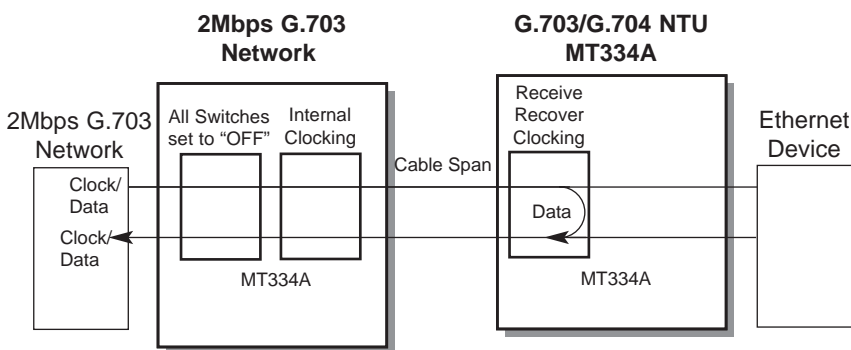 2Mbps G.703
Network
G.703/G.704 NTU
MT334A
2Mbps G.703
Network
All Switches
set to “OFF”
Internal
Clocking
Cable Span
Receive
Recover
Clocking
Ethernet
Device
Clock/
Data
Clock/
Data
Data
MT334A
MT334A